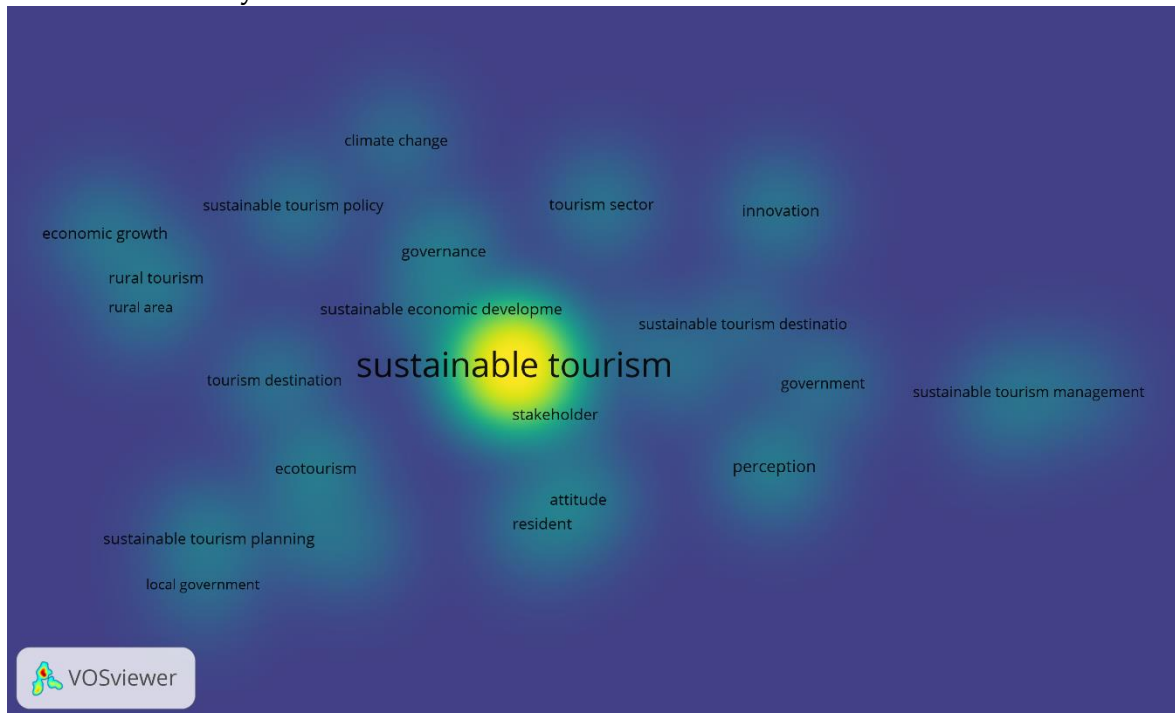 climate change
sustainable tourism policy
tourism sector
innovation
economic growth
governance
rural tourism
rural area
sustainable economic developme
sustainable tourism destinatio
sustainable tourism
tourism destination
government
sustainable tourism management
stakeholder
ecotourism
perception
attitude
resident
sustainable tourism planning
local government
VOSviewer